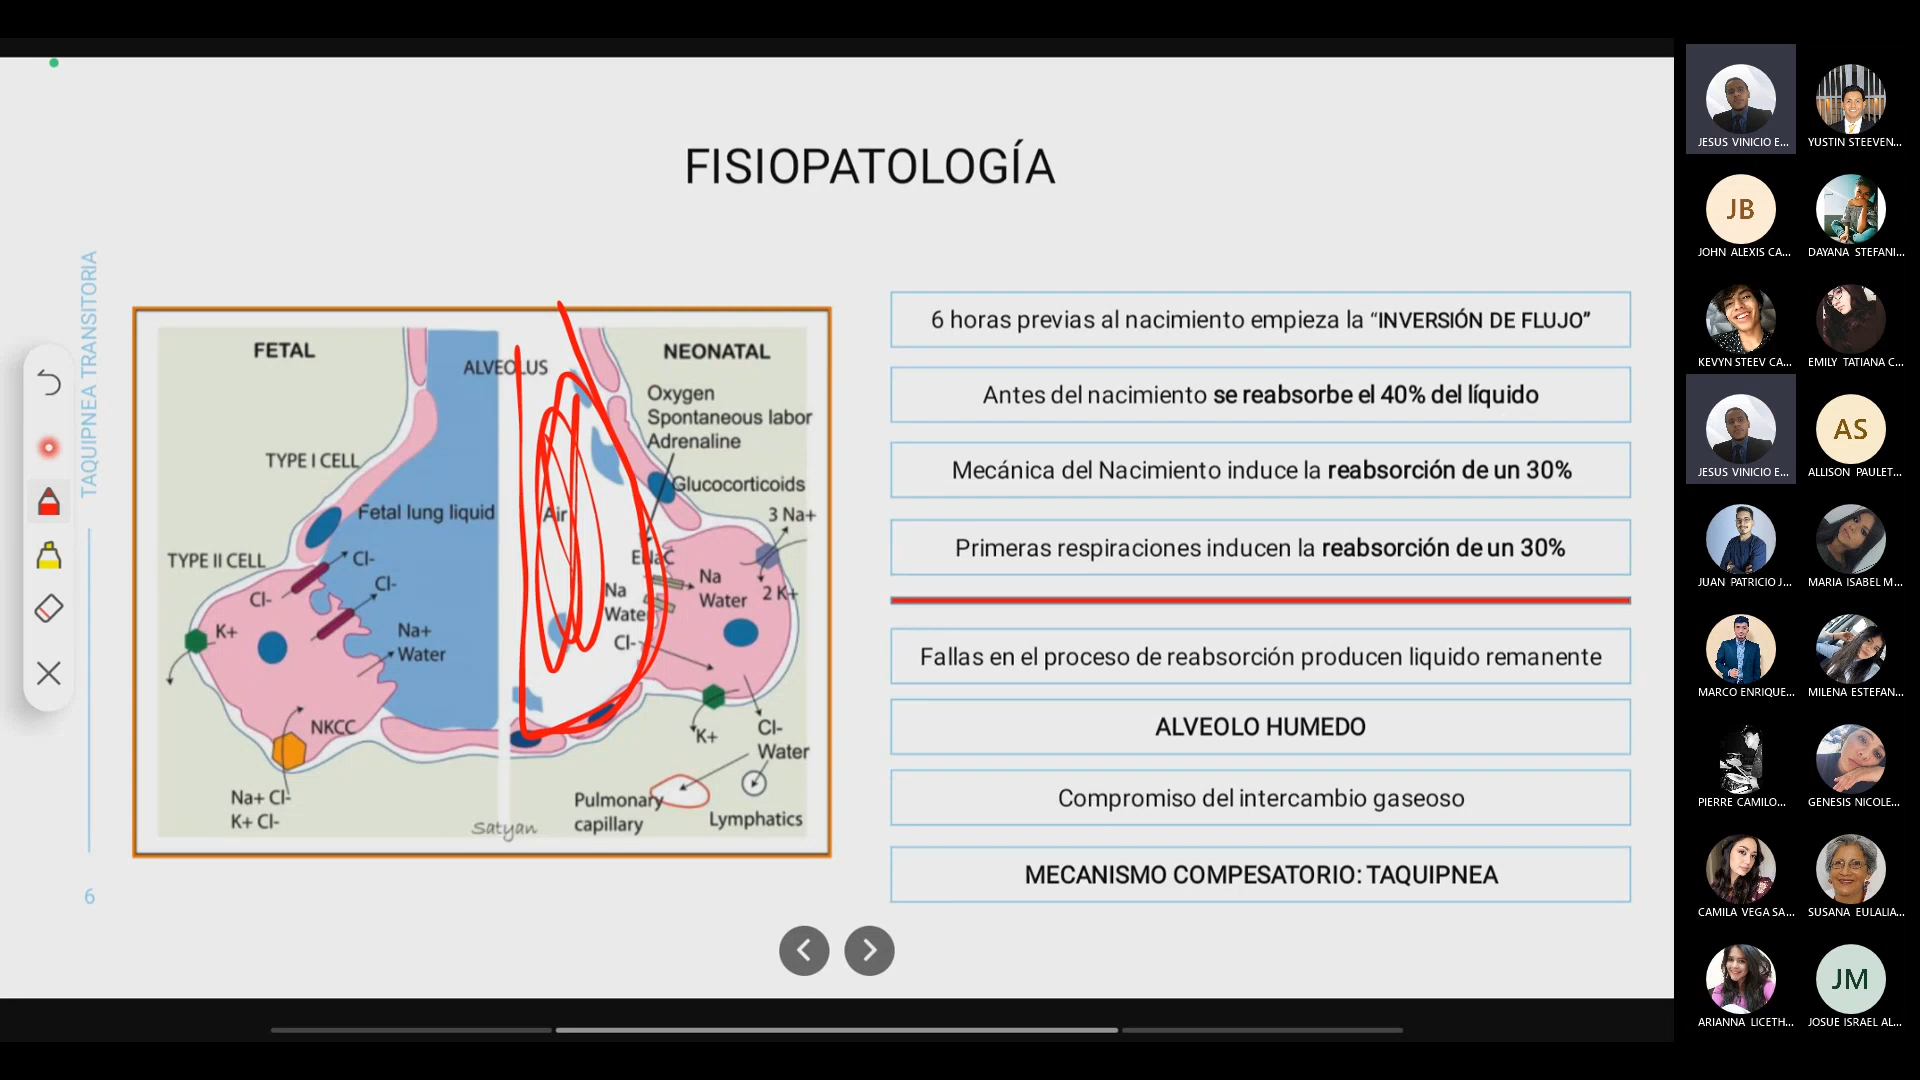 FISIOPATOLOGÍA
TAQUIPNEA TRANSITORIA
6
FETAL
ALVEOLUS
NEONATAL
Oxygen
Spontaneous labor
Adrenaline
TYPE I CELL
Glucocorticoids
Fetal lung liquid
Air
3 Na+
TYPE II CELL
Cl-
Cl-
Cl-
ENaC
Na
Water
Na
Water
2 K+
K+
Na+
Water
Cl-
NKCC
K+
Cl-
Water
Na+ Cl-
K+ Cl-
Pulmonary
capillary
Lymphatics
Satyan
6 horas previas al nacimiento empieza la “INVERSIÓN DE FLUJO”
Antes del nacimiento se reabsorbe el 40% del líquido
Mecánica del Nacimiento induce la reabsorción de un 30%
Primeras respiraciones inducen la reabsorción de un 30%
Fallas en el proceso de reabsorción producen liquido remanente
ALVEOLO HUMEDO
Compromiso del intercambio gaseoso
MECANISMO COMPESATORIO: TAQUIPNEA
JESUS VINICIO E...
YUSTIN STEEVEN...
JB
JOHN ALEXIS CA...
DAYANA STEFANI...
KEVYN STEEV CA...
EMILY TATIANA C...
JESUS VINICIO E...
AS
ALLISON PAULET...
JUAN PATRICIO J...
MARIA ISABEL M...
MARCO ENRIQUE...
MILENA ESTEFAN...
PIERRE CAMILO...
GENESIS NICOLE...
CAMILA VEGA SA...
SUSANA EULALIA...
ARIANNA LICETH...
JM
JOSUE ISRAEL AL...